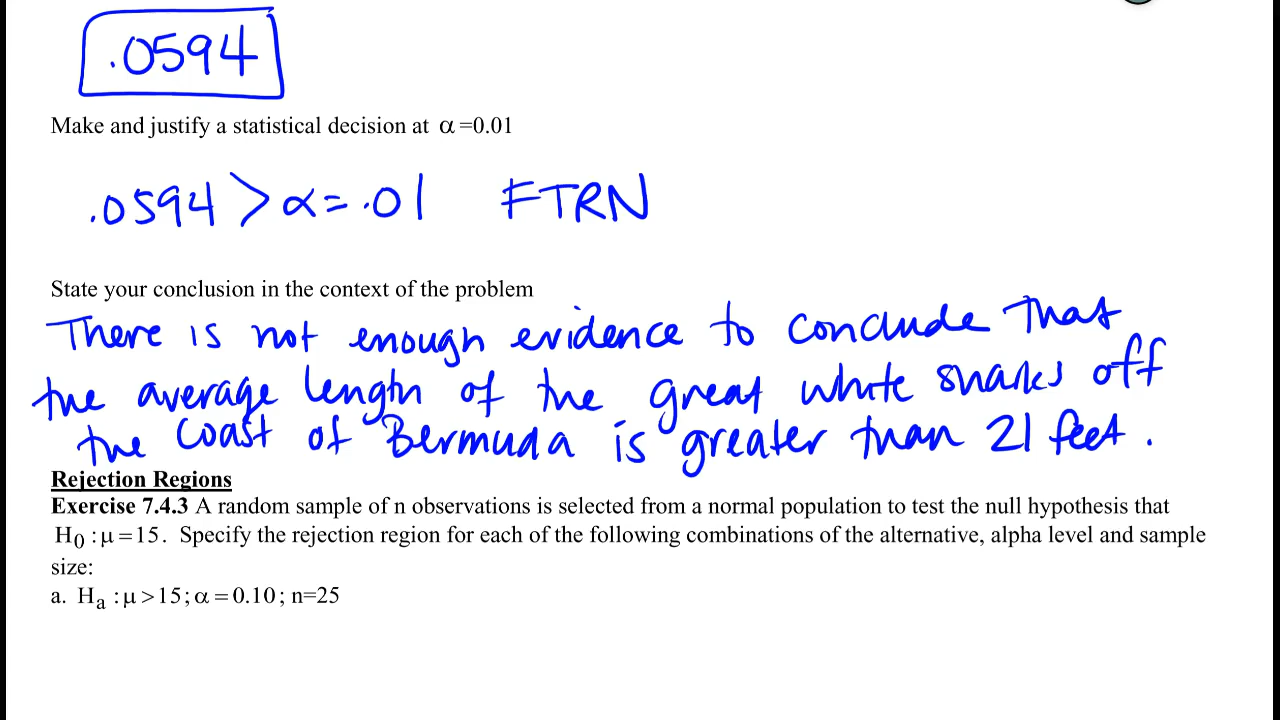 .0594
Make and justify a statistical decision at α=0.01
.0594 > α = .01 FTRN
State your conclusion in the context of the problem
There is not enough evidence to conclude that
the average length of the great white sharks off
the coast of Bermuda is greater than 21 feet.
Rejection Regions
Exercise 7.4.3 A random sample of n observations is selected from a normal population to test the null hypothesis that
H₀ : μ = 15. Specify the rejection region for each of the following combinations of the alternative, alpha level and sample
size:
a. Hₐ : μ > 15; α = 0.10; n=25